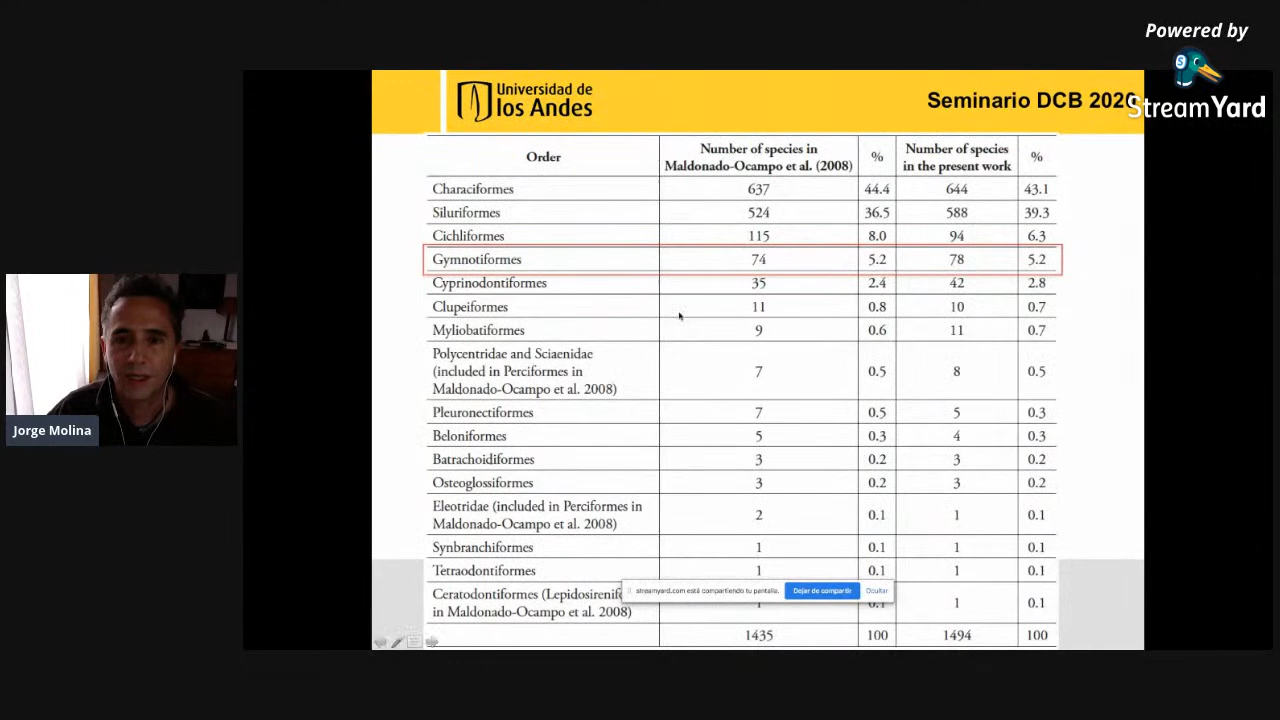 Powered by
StreamYard
Universidad de
los Andes
Seminario DCB 2020
Order
Number of species in
Maldonado-Ocampo et al. (2008)
%
Number of species
in the present work
%
Characiformes 637 44.4 644 43.1
Siluriformes 524 36.5 588 39.3
Cichliformes 115 8.0 94 6.3
Gymnotiformes 74 5.2 78 5.2
Cyprinodontiformes 35 2.4 42 2.8
Clupeiformes 11 0.8 10 0.7
Myliobatiformes 9 0.6 11 0.7
Polycentridae and Sciaenidae
(included in Perciformes in
Maldonado-Ocampo et al. 2008)
7 0.5 8 0.5
Pleuronectiformes 7 0.5 5 0.3
Beloniformes 5 0.3 4 0.3
Batrachoidiformes 3 0.2 3 0.2
Osteoglossiformes 3 0.2 3 0.2
Eleotridae (included in Perciformes in
Maldonado-Ocampo et al. 2008)
2 0.1 1 0.1
Synbranchiformes 1 0.1 1 0.1
Tetraodontiformes 1 0.1 1 0.1
streamyard.com está compartiendo tu pantalla. Dejar de compartir Ocultar
Ceratodontiformes
in Maldonado-Ocampo et al. 2008)
1 0.1 1 0.1
1435 100 1494 100
Jorge Molina